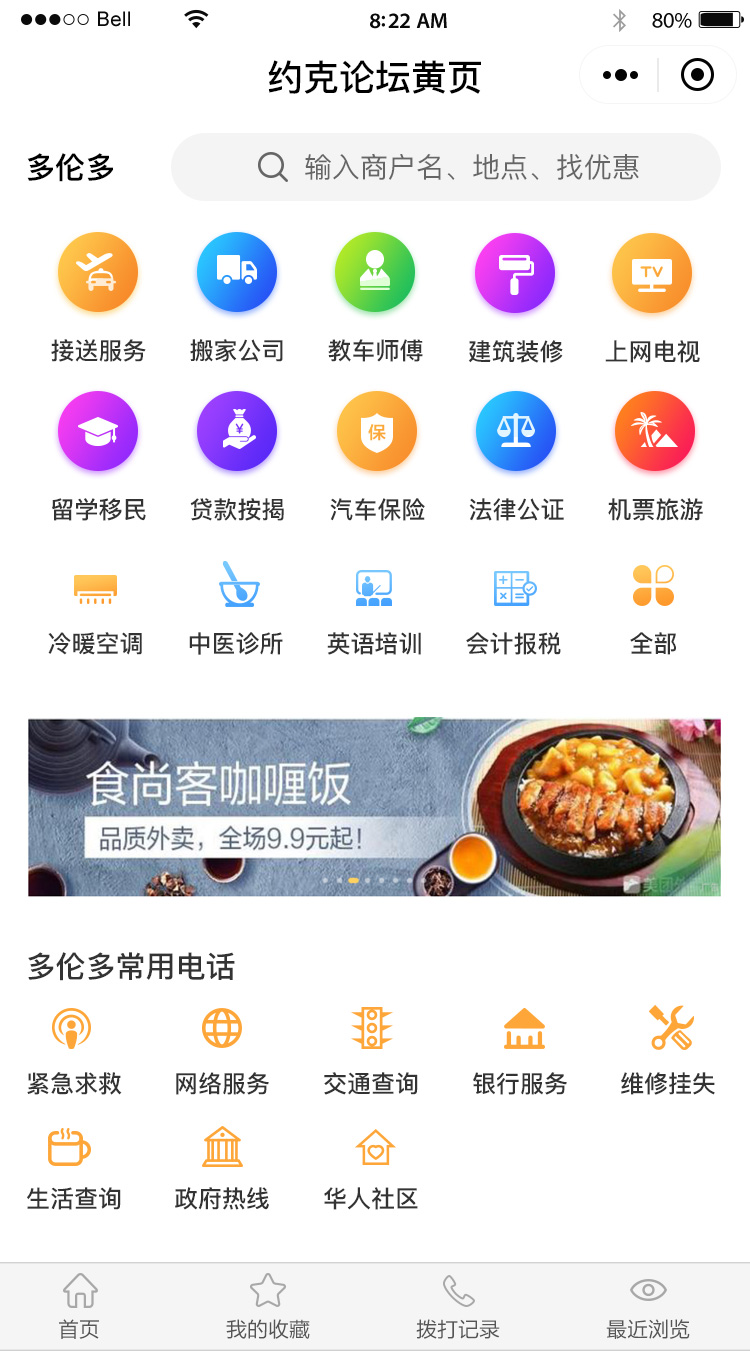 Bell 8:22 AM 80%
约克论坛黄页
多伦多 输入商户名、地点、找优惠
TV
接送服务 搬家公司 教车师傅 建筑装修 上网电视
¥ 保
留学移民 贷款按揭 汽车保险 法律公证 机票旅游
冷暖空调 中医诊所 英语培训 会计报税 全部
食尚客咖喱饭
品质外卖，全场9.9元起！
多伦多常用电话
紧急求救 网络服务 交通查询 银行服务 维修挂失
生活查询 政府热线 华人社区
首页 我的收藏 拨打记录 最近浏览